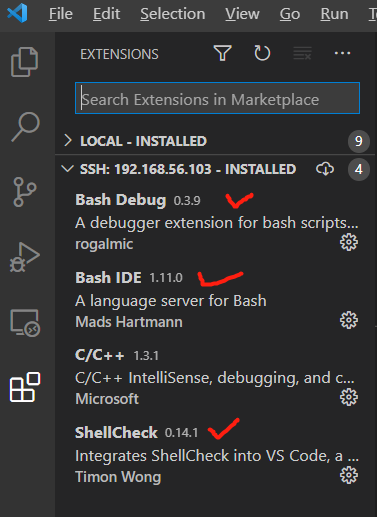 File Edit Selection View Go Run T
EXTENSIONS
Search Extensions in Marketplace
LOCAL - INSTALLED 9
SSH: 192.168.56.103 - INSTALLED 4
Bash Debug 0.3.9
A debugger extension for bash scripts...
rogalmic
Bash IDE 1.11.0
A language server for Bash
Mads Hartmann
C/C++ 1.3.1
C/C++ IntelliSense, debugging, and c...
Microsoft
ShellCheck 0.14.1
Integrates ShellCheck into VS Code, a ...
Timon Wong